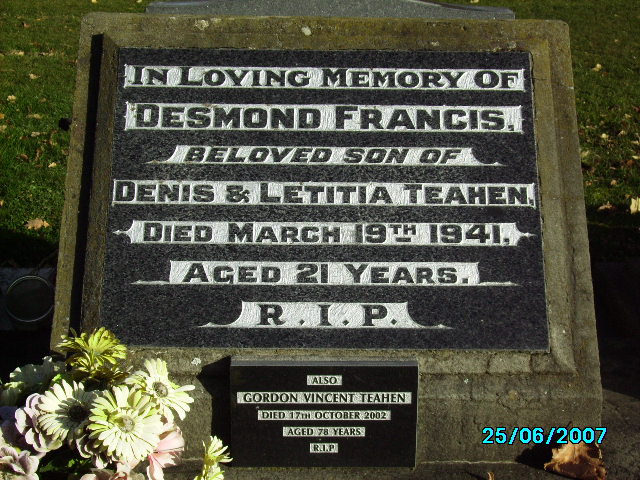 IN LOVING MEMORY OF
DESMOND FRANCIS.
BELOVED SON OF
DENIS & LETITIA TEAHEN.
DIED MARCH 19TH 1941.
AGED 21 YEARS.
R.I.P.
ALSO
GORDON VINCENT TEAHEN
DIED 17TH OCTOBER 2002
AGED 78 YEARS
R.I.P
25/06/2007